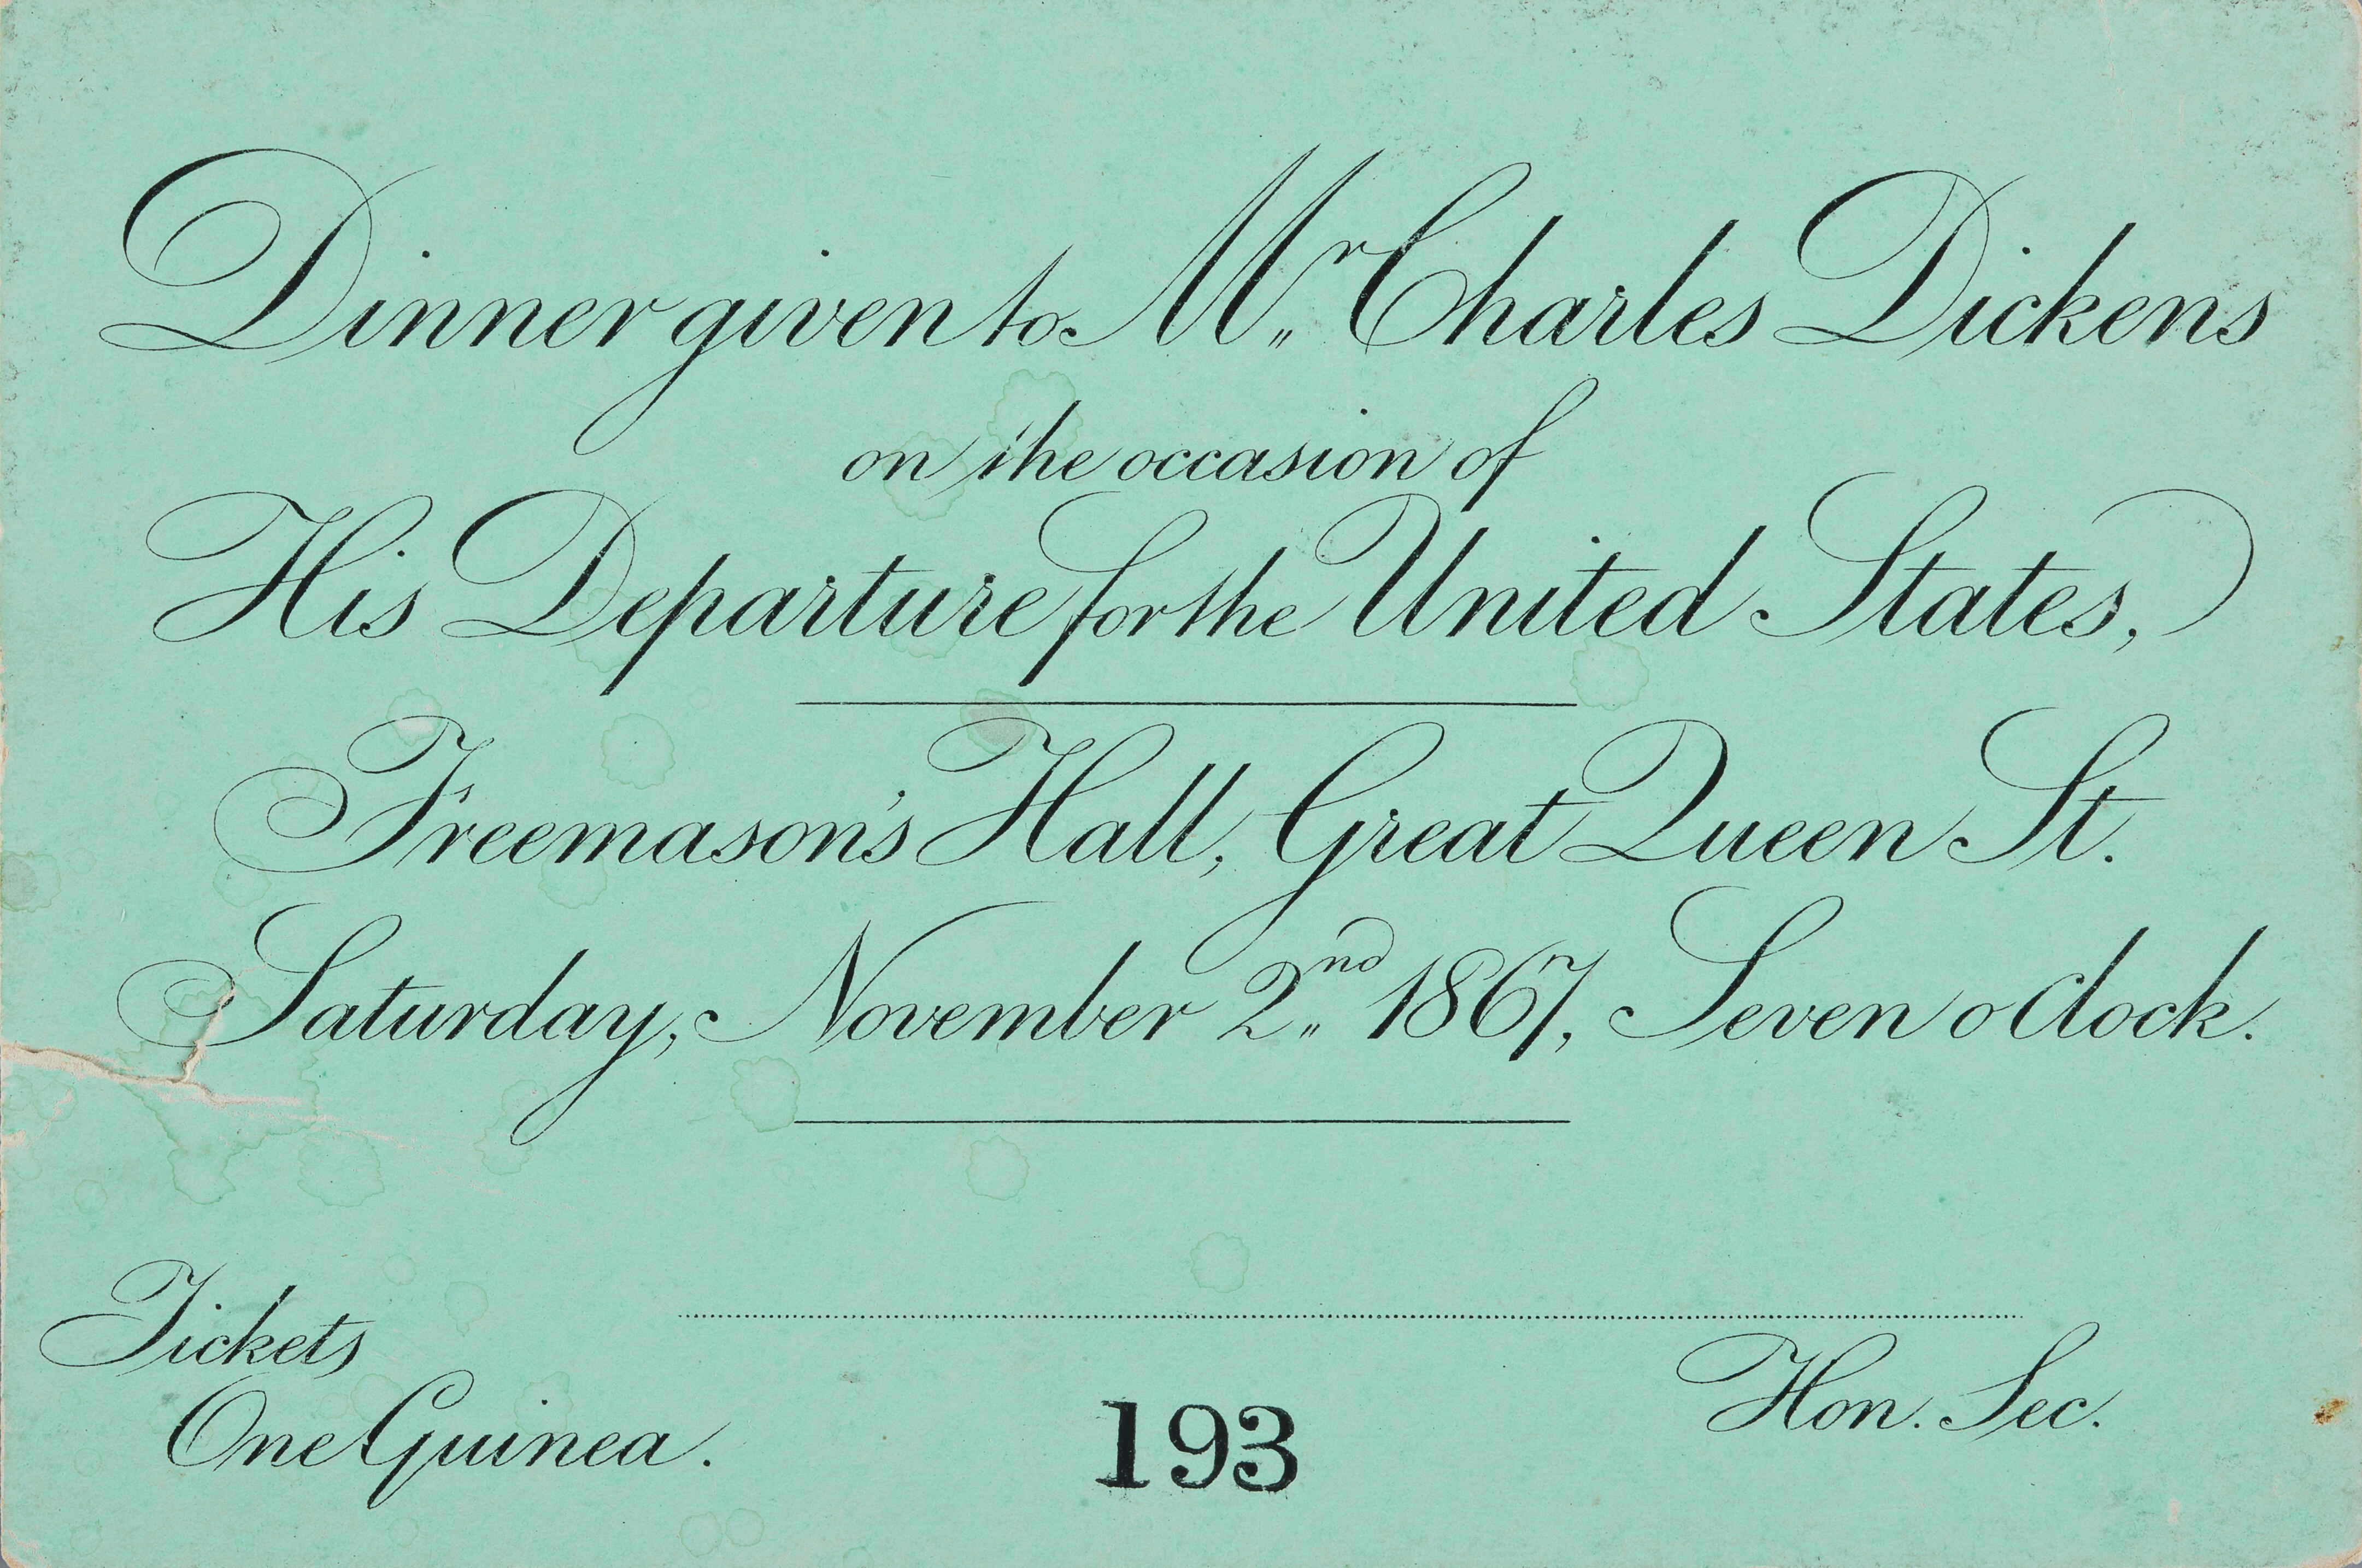 Dinner given to Mr. Charles Dickens
on the occasion of
His Departure for the United States,
Freemason's Hall, Great Queen St.
Saturday, November 2nd 1867, Seven o Clock.
Tickets
One Guinea.
193
Hon. Sec.